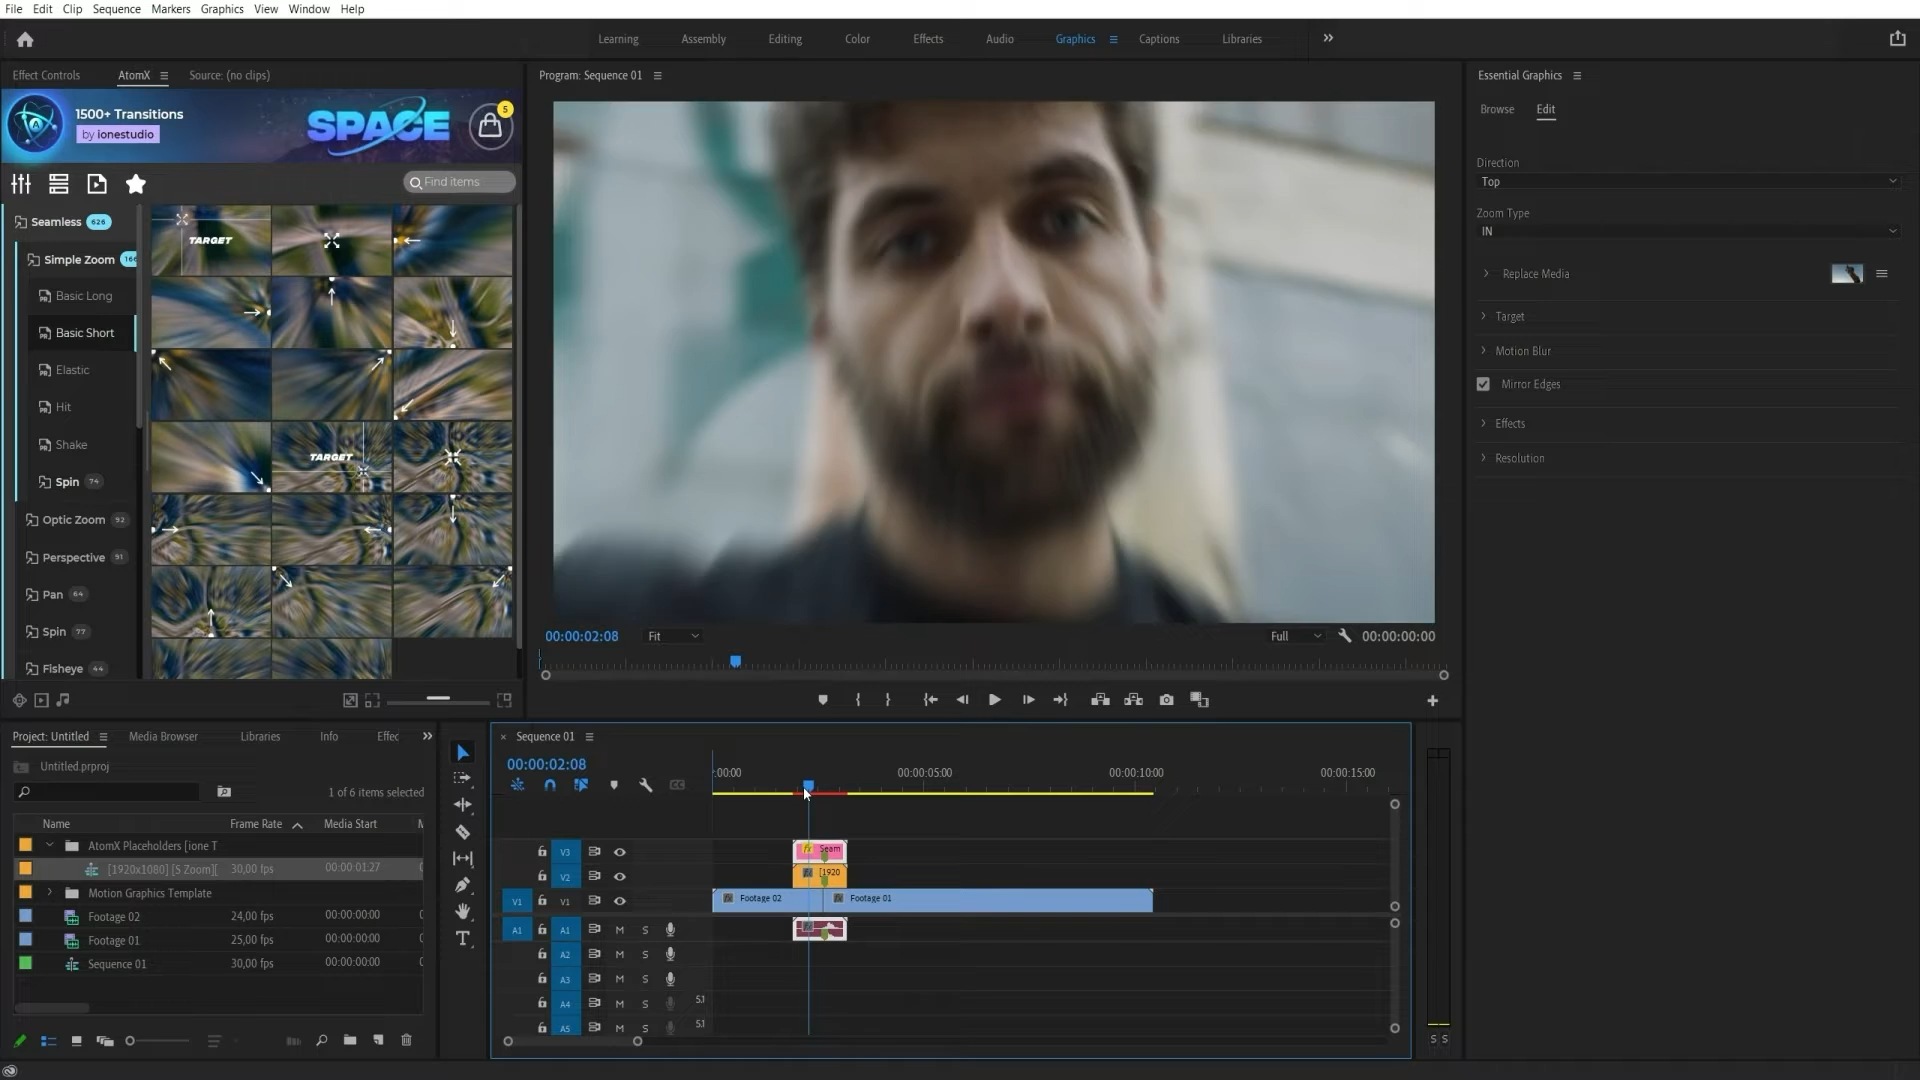 File Edit Clip Sequence Markers Graphics View Window Help
Learning Assembly Editing Color Effects Audio Graphics Captions Libraries
Effect Controls AtomX Source: (no clips)
1500+ Transitions
by ionestudio
SPACE
5
Find items
Seamless 626
Simple Zoom
Basic Long
Basic Short
Elastic
Hit
Shake
Spin 74
Optic Zoom 92
Perspective 91
Pan 64
Spin 77
Fisheye 44
TARGET
TARGET
Program: Sequence 01
00:00:02:08 Fit Full 00:00:00:00
Essential Graphics
Browse Edit
Direction
Top
Zoom Type
IN
Replace Media
Target
Motion Blur
Mirror Edges
Effects
Resolution
Project: Untitled Media Browser Libraries Info Effec
Untitled.prproj
1 of 6 items selected
Name Frame Rate Media Start
AtomX Placeholders [ione T
[1920x1080] [S Zoom][ 30,00 fps 00:00:01:27
Motion Graphics Template
Footage 02 24,00 fps 00:00:00:00
Footage 01 25,00 fps 00:00:00:00
Sequence 01 30,00 fps 00:00:00:00
Sequence 01
00:00:02:08
:00:00 00:00:05:00 00:00:10:00 00:00:15:00
V3 Seam
V2 [1920
V1 V1 Footage 02 Footage 01
A1 A1 M S
A2 M S
A3 M S
A4 M S 5.1
A5 M S 5.1
S S